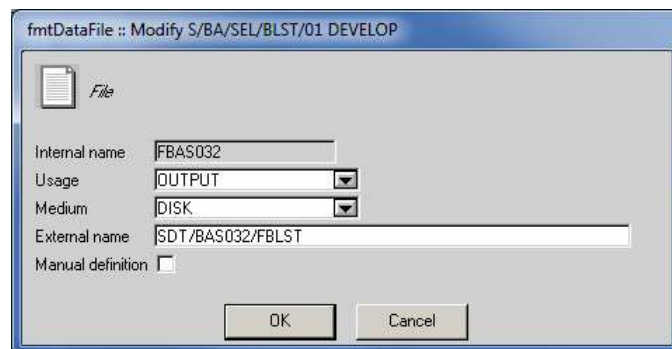 fmtDataFile :: Modify S/BA/SEL/BLST/01 DEVELOP
File
Internal name FBAS032
Usage OUTPUT
Medium DISK
External name SDT/BAS032/FBLST
Manual definition
OK Cancel